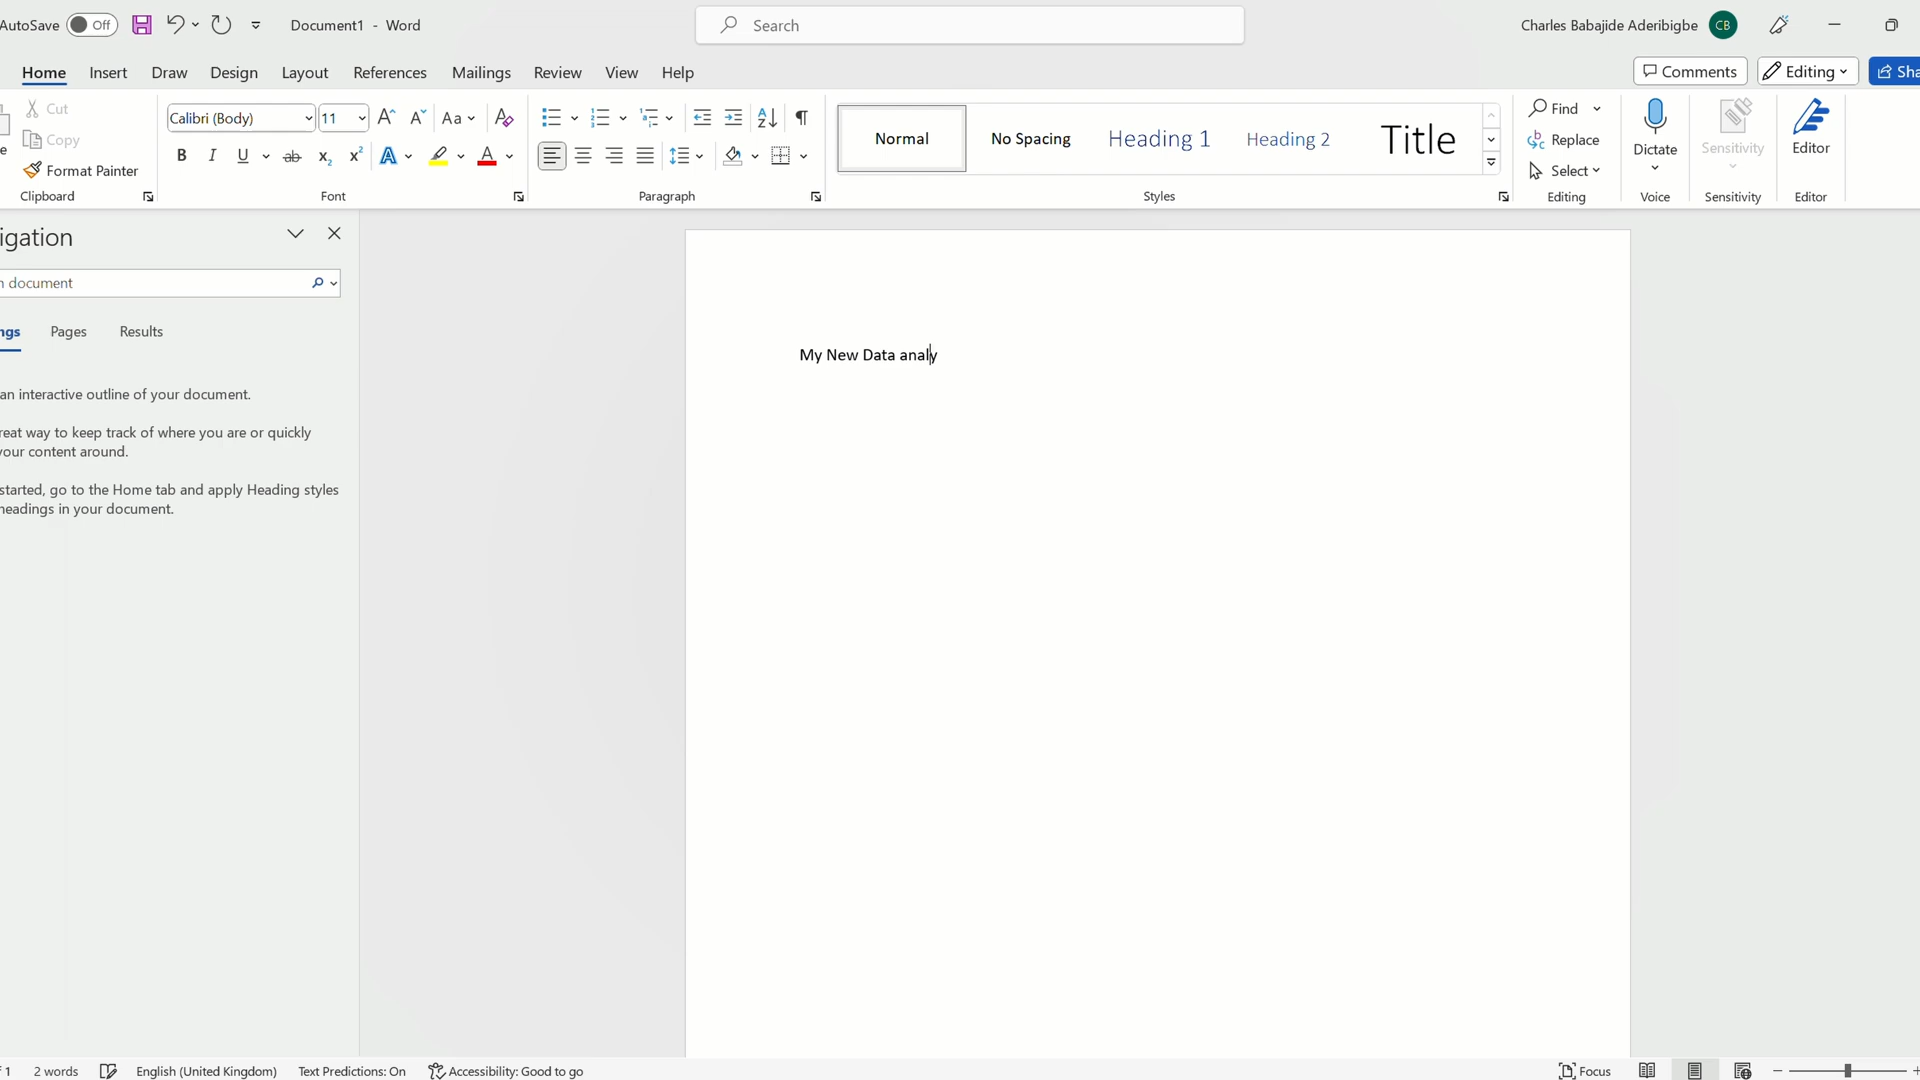 AutoSave Off Document1 - Word Search Charles Babajide Aderibigbe CB
Home Insert Draw Design Layout References Mailings Review View Help Comments Editing Sha
Cut
Copy
Format Painter
Clipboard
Calibri (Body) 11 Aa
B I U ab x₂ x² A A
Font
Paragraph
Normal No Spacing Heading 1 Heading 2 Title
Styles
Find
Replace
Select
Editing
Dictate
Voice
Sensitivity
Sensitivity
Editor
Editor
igation
n document
ngs Pages Results
an interactive outline of your document.
reat way to keep track of where you are or quickly
your content around.
started, go to the Home tab and apply Heading styles
headings in your document.
My New Data analy
f 1 2 words English (United Kingdom) Text Predictions: On Accessibility: Good to go Focus